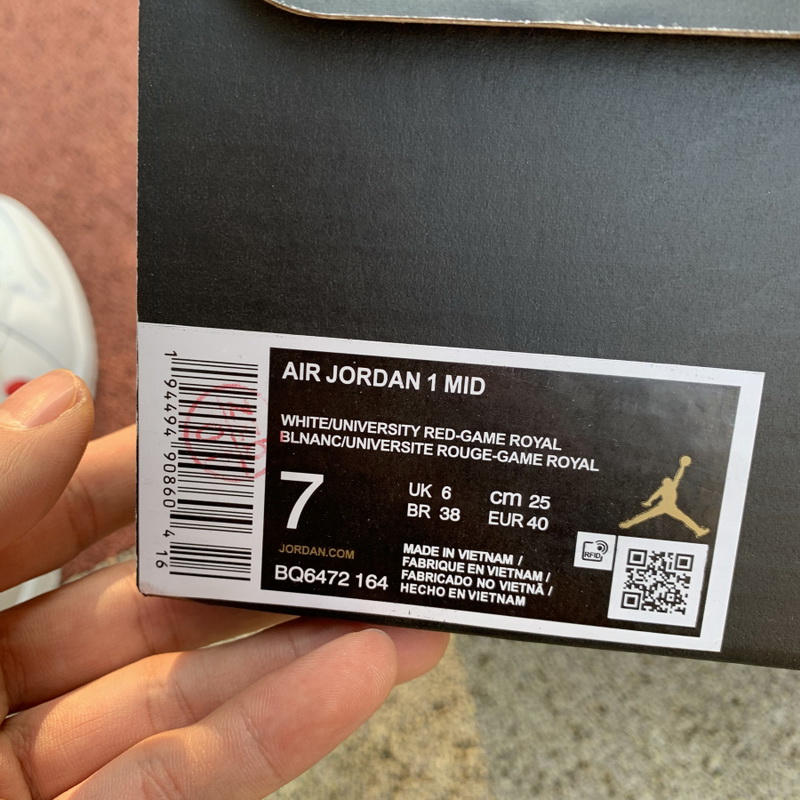 AIR JORDAN 1 MID
WHITE/UNIVERSITY RED-GAME ROYAL
BLNANC/UNIVERSITE ROUGE-GAME ROYAL
7
UK 6 cm 25
BR 38 EUR 40
JORDAN.COM
BQ6472 164
MADE IN VIETNAM /
FABRIQUE EN VIETNAM /
FABRICADO NO VIETNÃ /
HECHO EN VIETNAM
RFID
1 94494 90860 4 16